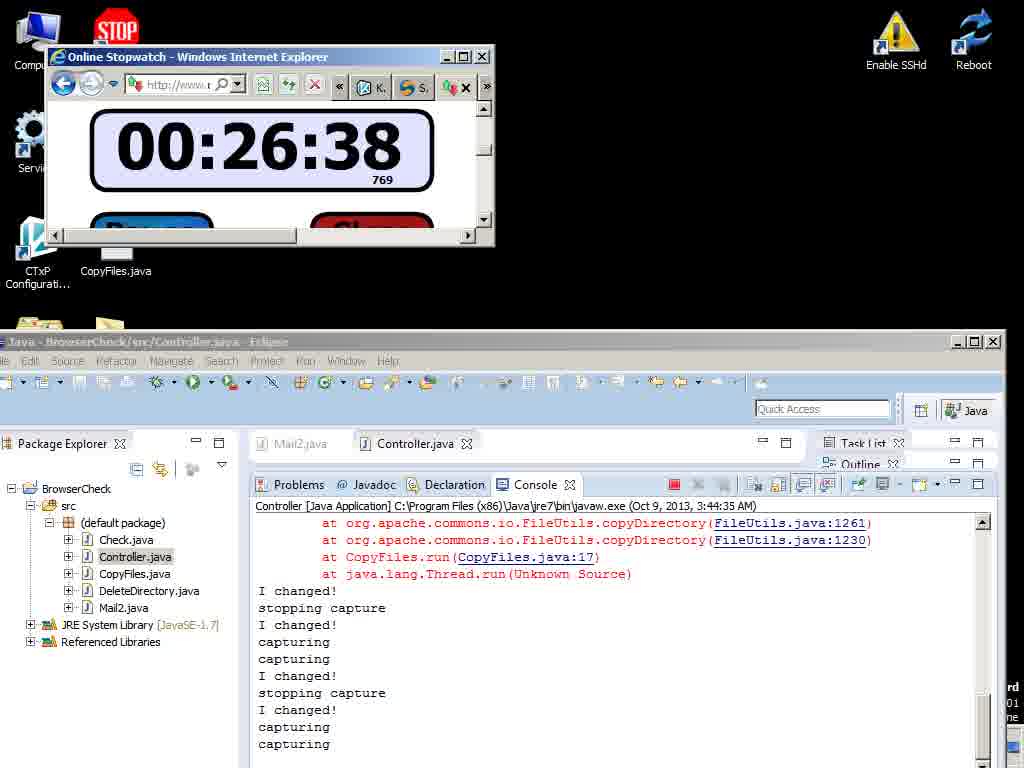 STOP
Enable SSHd
Reboot
Online Stopwatch - Windows Internet Explorer
http://www.
K.
S.
00:26:38
769
CTxP
Configurati...
CopyFiles.java
Java - BrowserCheck/src/Controller.java - Eclipse
Edit Source Refactor Navigate Search Project Run Window Help
Quick Access
Java
Package Explorer
Mail2.java
Controller.java
Task List
Outline
BrowserCheck
src
(default package)
Check.java
Controller.java
CopyFiles.java
DeleteDirectory.java
Mail2.java
JRE System Library [JavaSE-1.7]
Referenced Libraries
Problems @ Javadoc Declaration Console
Controller [Java Application] C:\Program Files (x86)\Java\jre7\bin\javaw.exe (Oct 9, 2013, 3:44:35 AM)
at org.apache.commons.io.FileUtils.copyDirectory(FileUtils.java:1261)
at org.apache.commons.io.FileUtils.copyDirectory(FileUtils.java:1230)
at CopyFiles.run(CopyFiles.java:17)
at java.lang.Thread.run(Unknown Source)
I changed!
stopping capture
I changed!
capturing
capturing
I changed!
stopping capture
I changed!
capturing
capturing